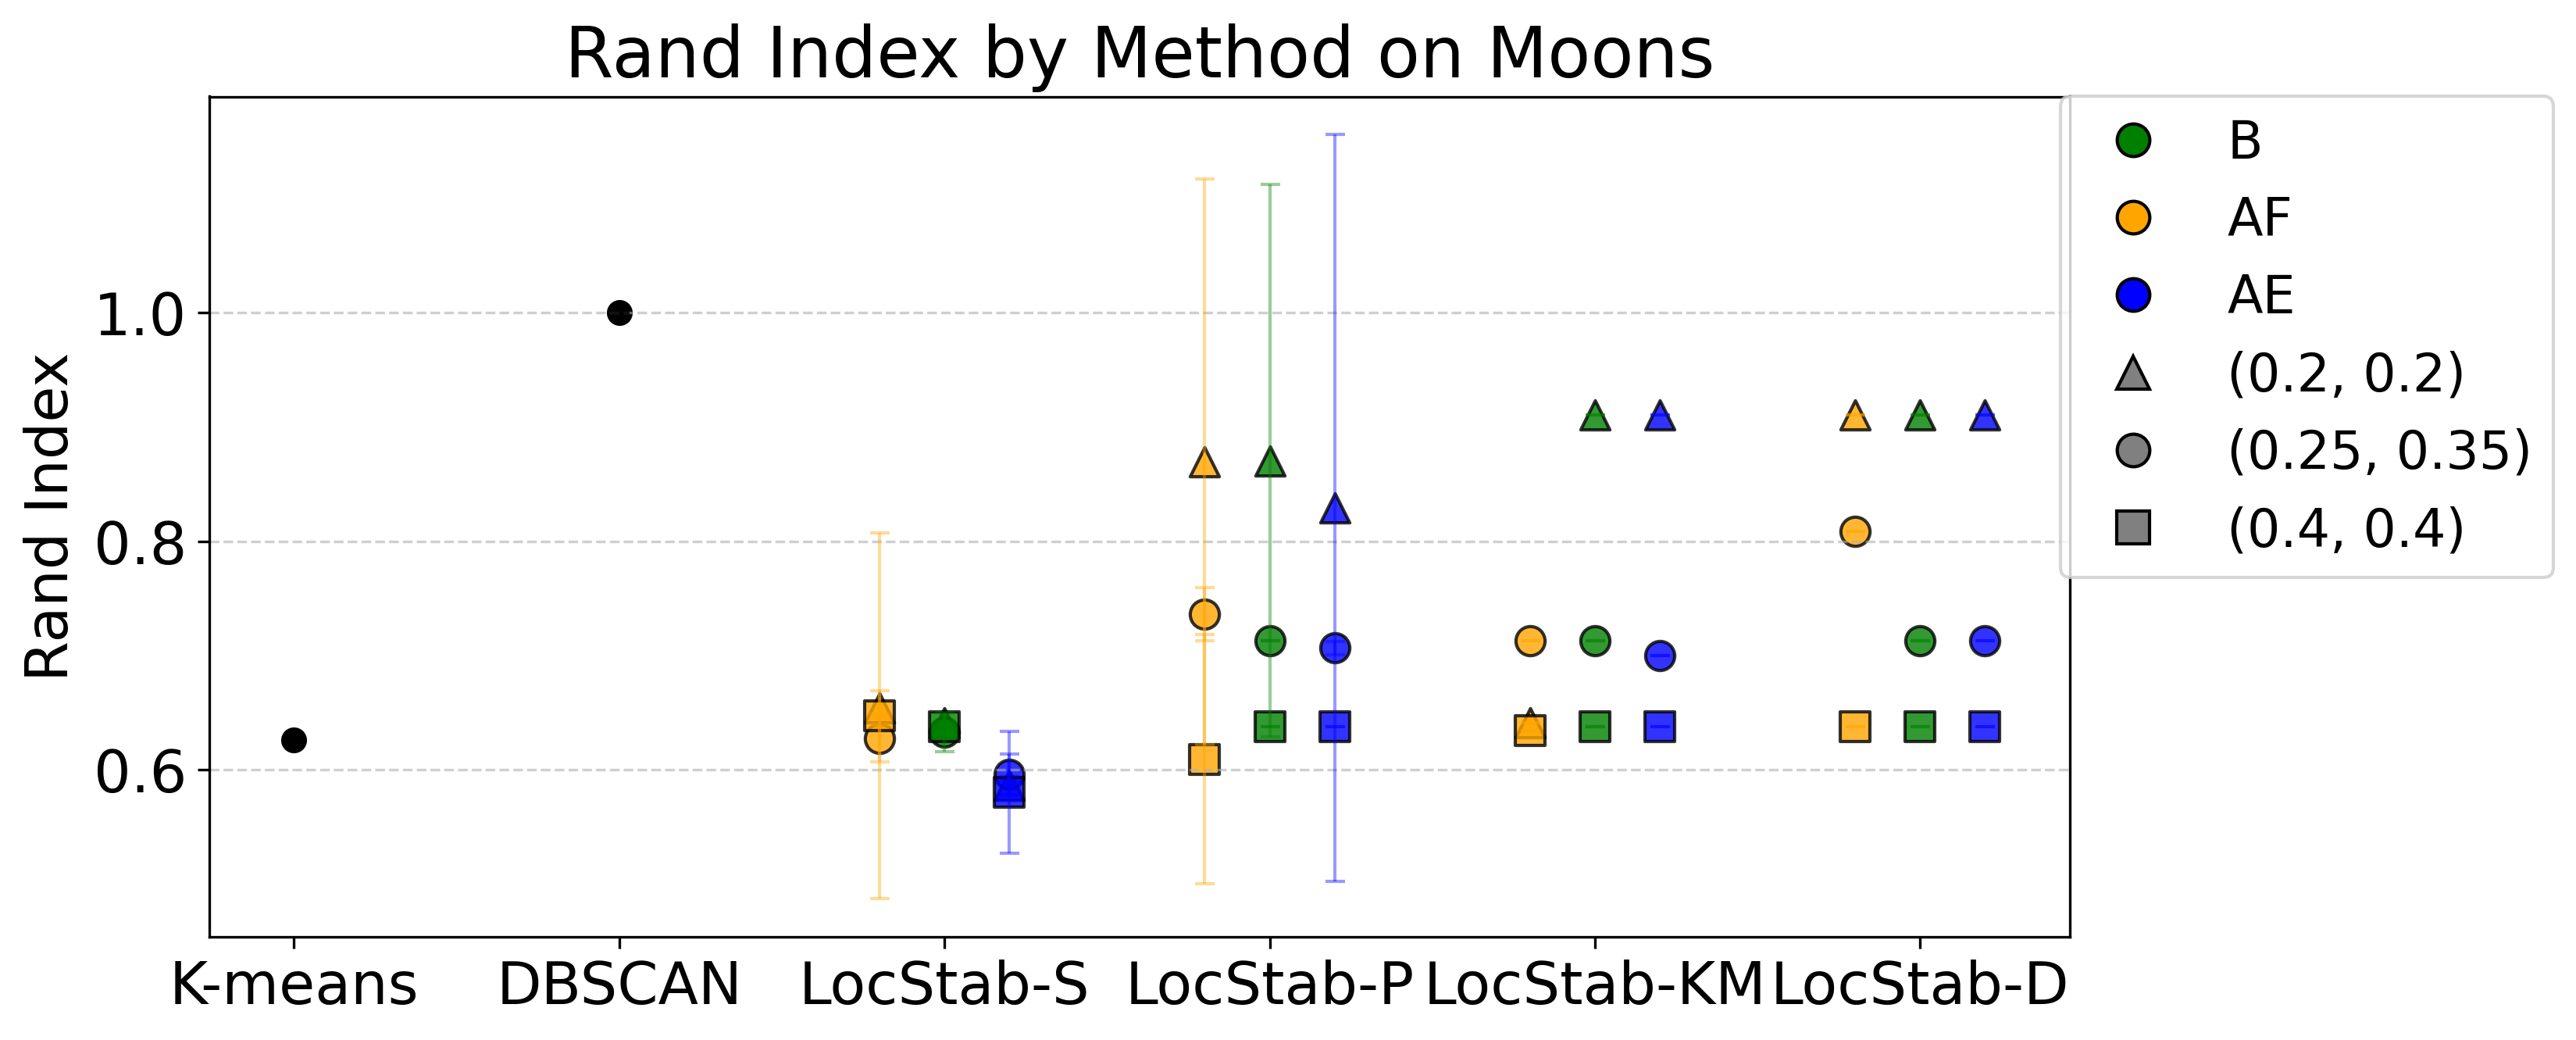 Rand Index by Method on Moons
Rand Index
1.0
0.8
0.6
K-means
DBSCAN
LocStab-S
LocStab-P
LocStab-KM
LocStab-D
B
AF
AE
(0.2, 0.2)
(0.25, 0.35)
(0.4, 0.4)